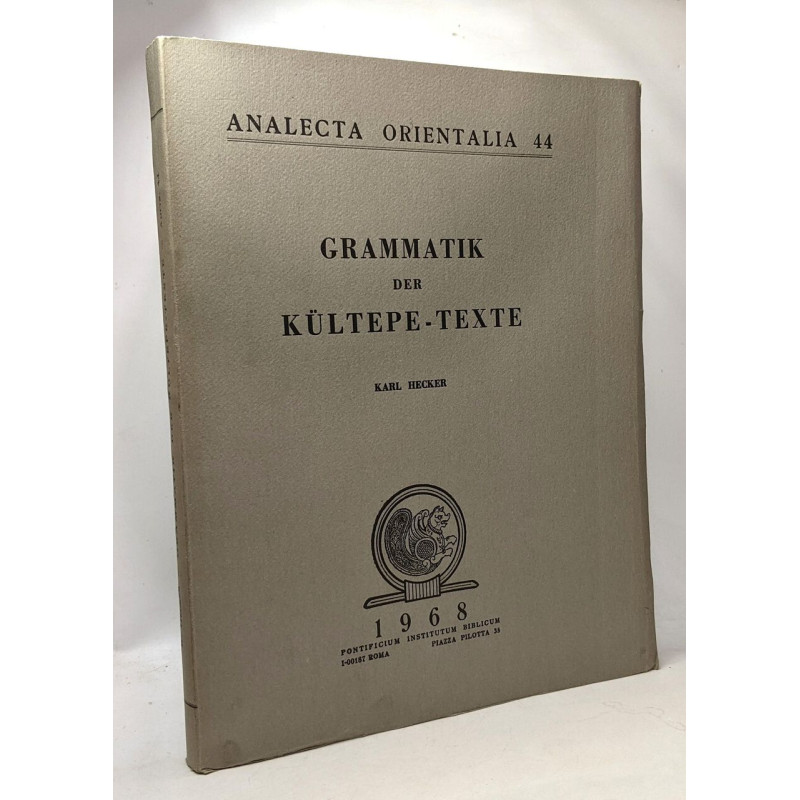 ANALECTA ORIENTALIA 44
GRAMMATIK
DER
KÜLTEPE-TEXTE
KARL HECKER
1968
PONTIFICIUM INSTITUTUM BIBLICUM
I-00187 ROMA PIAZZA PILOTTA 35